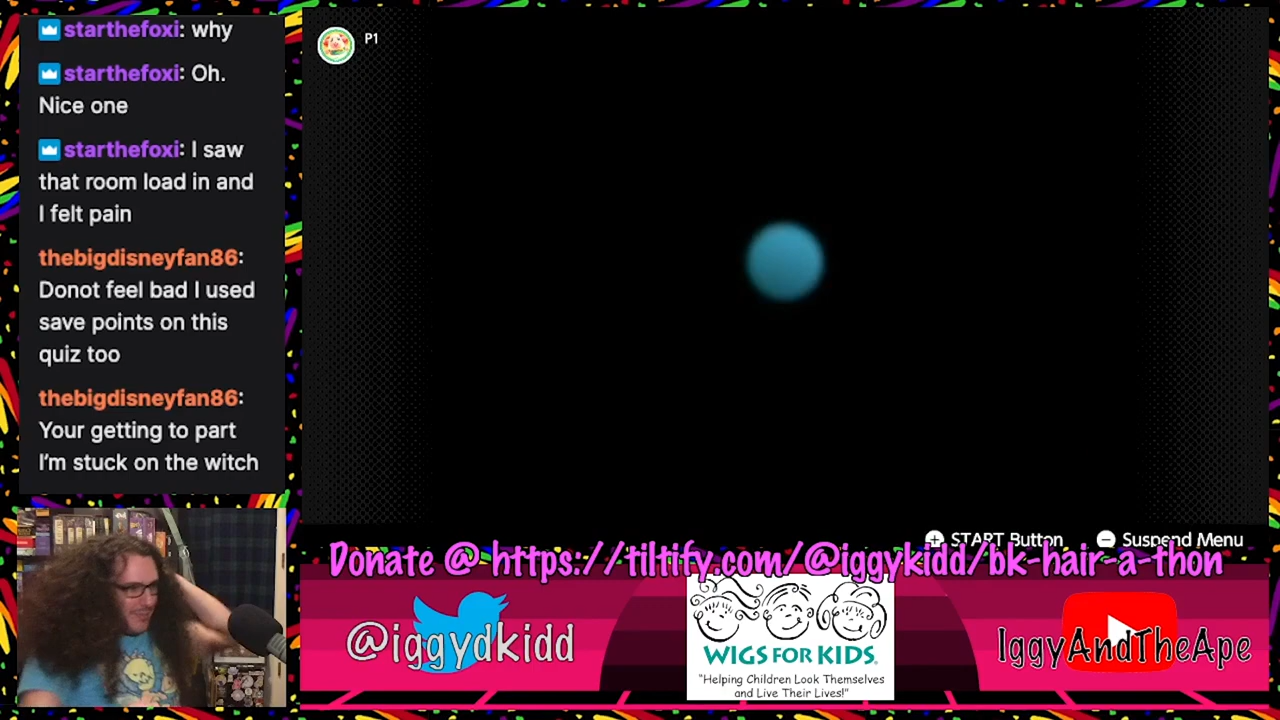 starthefoxi: why
starthefoxi: Oh.
Nice one
starthefoxi: I saw
that room load in and
I felt pain
thebigdisneyfan86:
Donot feel bad I used
save points on this
quiz too
thebigdisneyfan86:
Your getting to part
I'm stuck on the witch
P1
START Button
Suspend Menu
Donate @ https://tiltify.com/@iggykidd/bk-hair-a-thon
@iggydkidd
WIGS FOR KIDS.
"Helping Children Look Themselves
and Live Their Lives!"
IggyAndTheApe